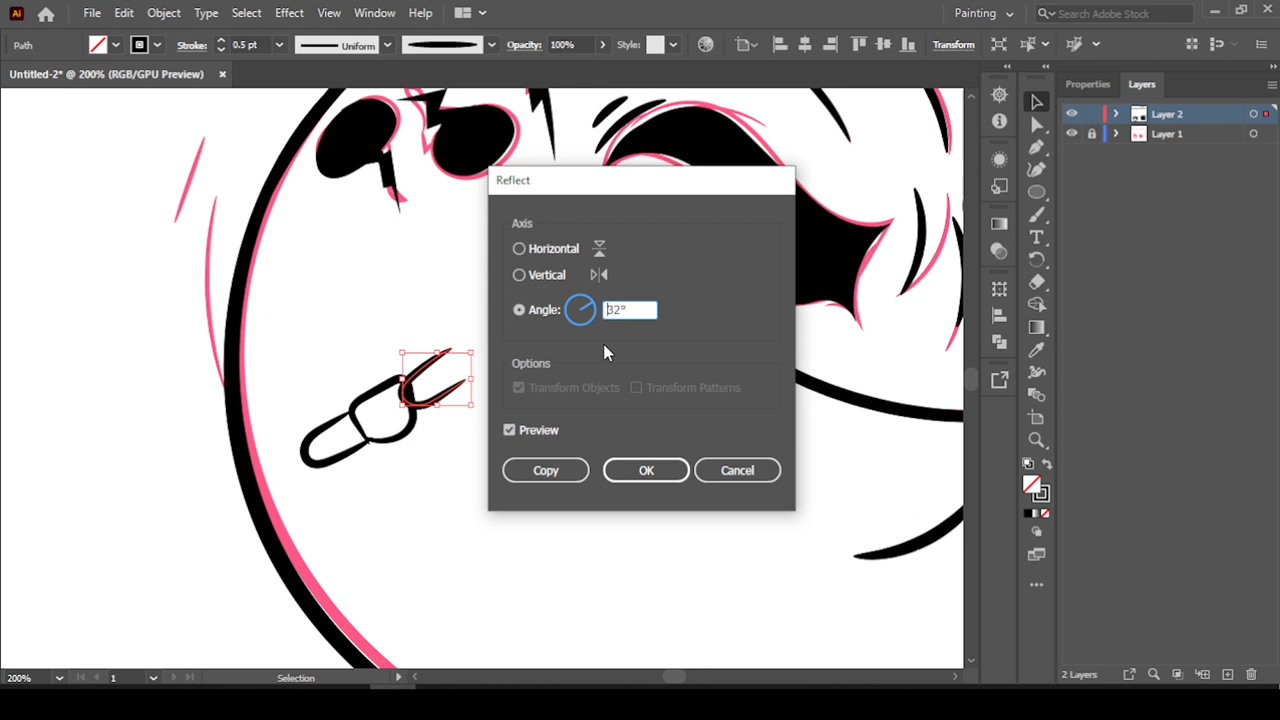 Ai File Edit Object Type Select Effect View Window Help Painting Search Adobe Stock
Path Stroke: 0.5 pt Uniform Opacity: 100% Style: Transform
Untitled-2* @ 200% (RGB/GPU Preview) × Properties Layers
Layer 2
Layer 1
Reflect
Axis
Horizontal
Vertical
Angle: 32°
Options
Transform Objects Transform Patterns
Preview
Copy OK Cancel
200% 1 Selection 2 Layers